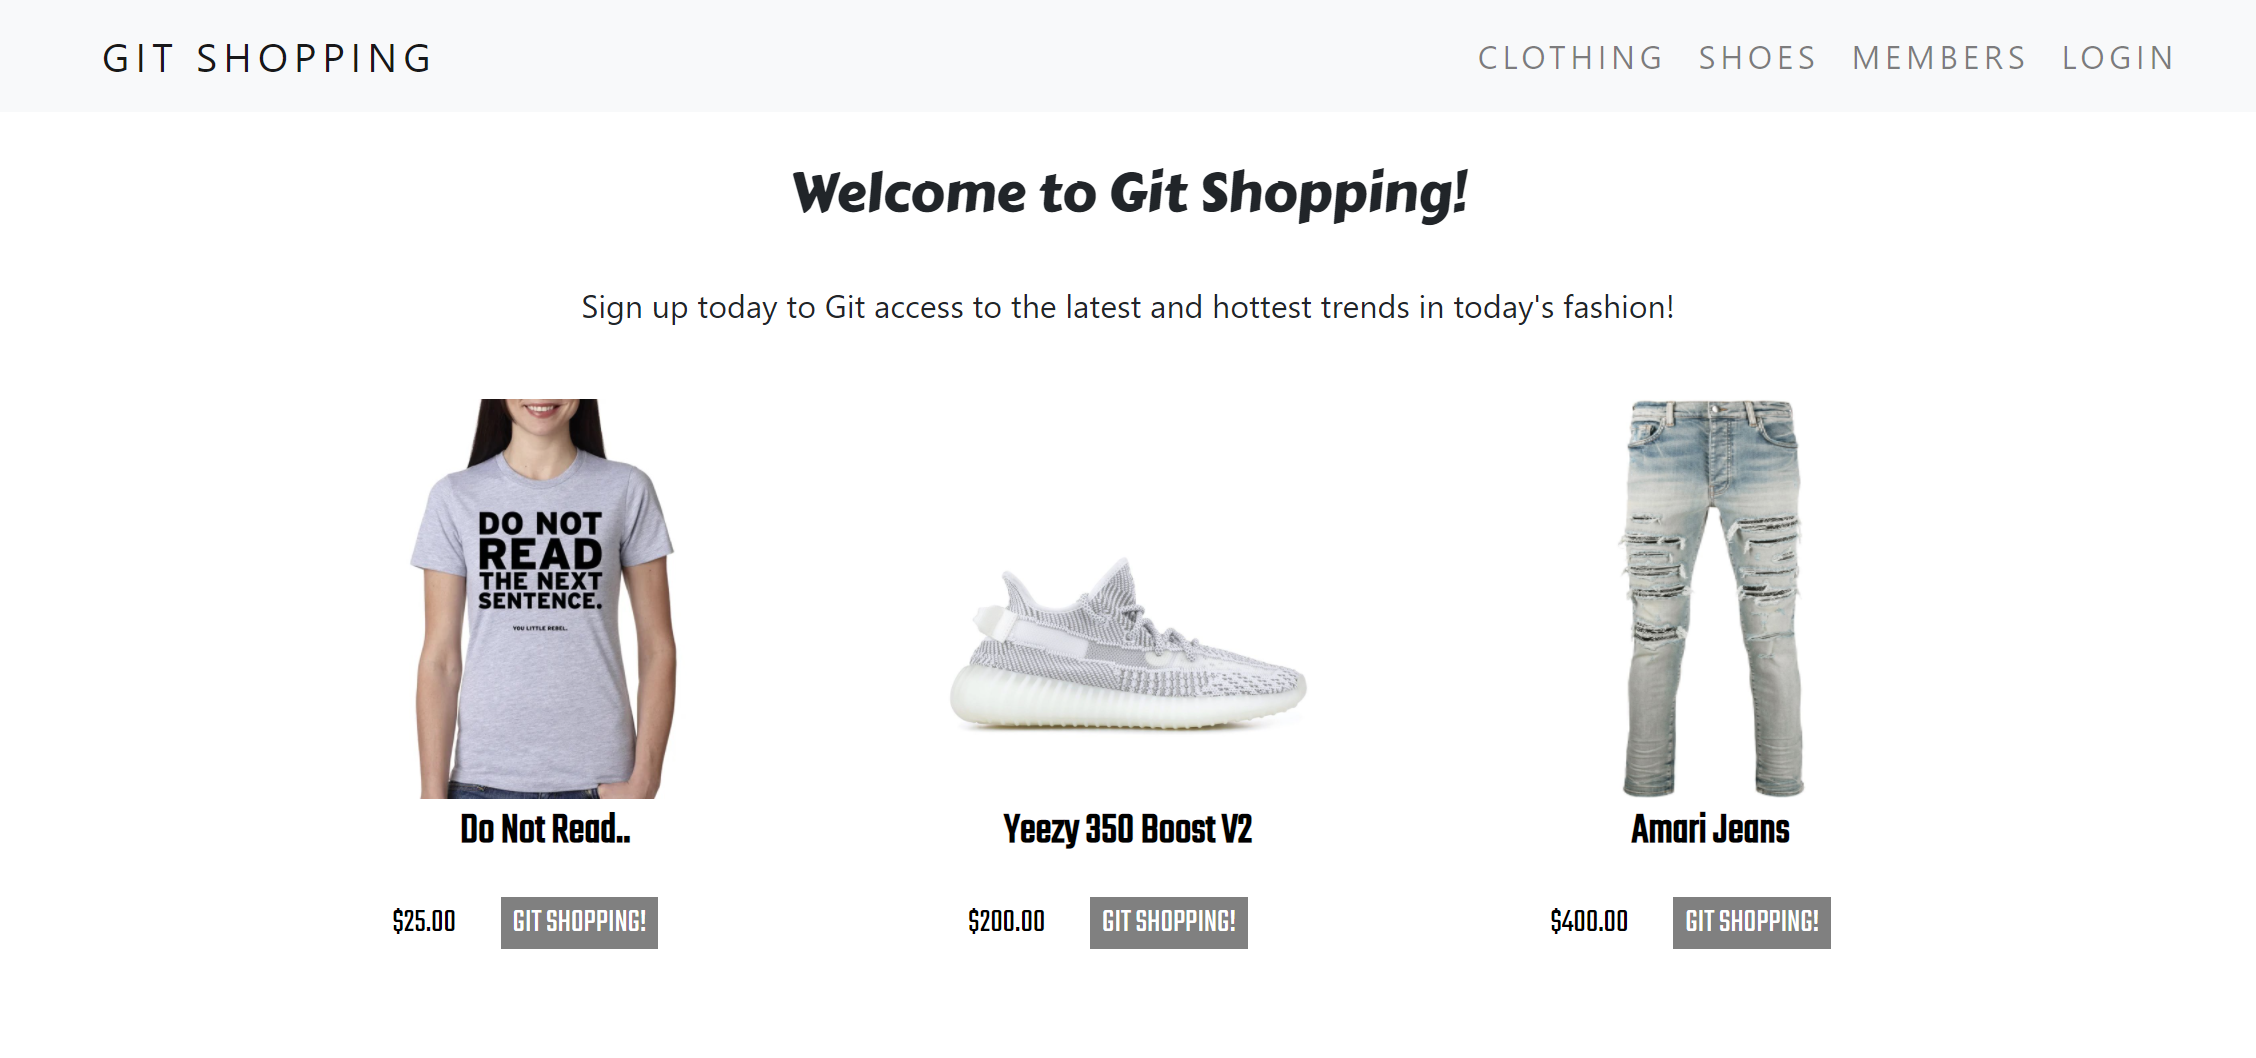 GIT SHOPPING
CLOTHING SHOES MEMBERS LOGIN
Welcome to Git Shopping!
Sign up today to Git access to the latest and hottest trends in today's fashion!
DO NOT
READ
THE NEXT
SENTENCE.
YOU LITTLE REBEL.
Do Not Read..
$25.00 GIT SHOPPING!
Yeezy 350 Boost V2
$200.00 GIT SHOPPING!
Amari Jeans
$400.00 GIT SHOPPING!